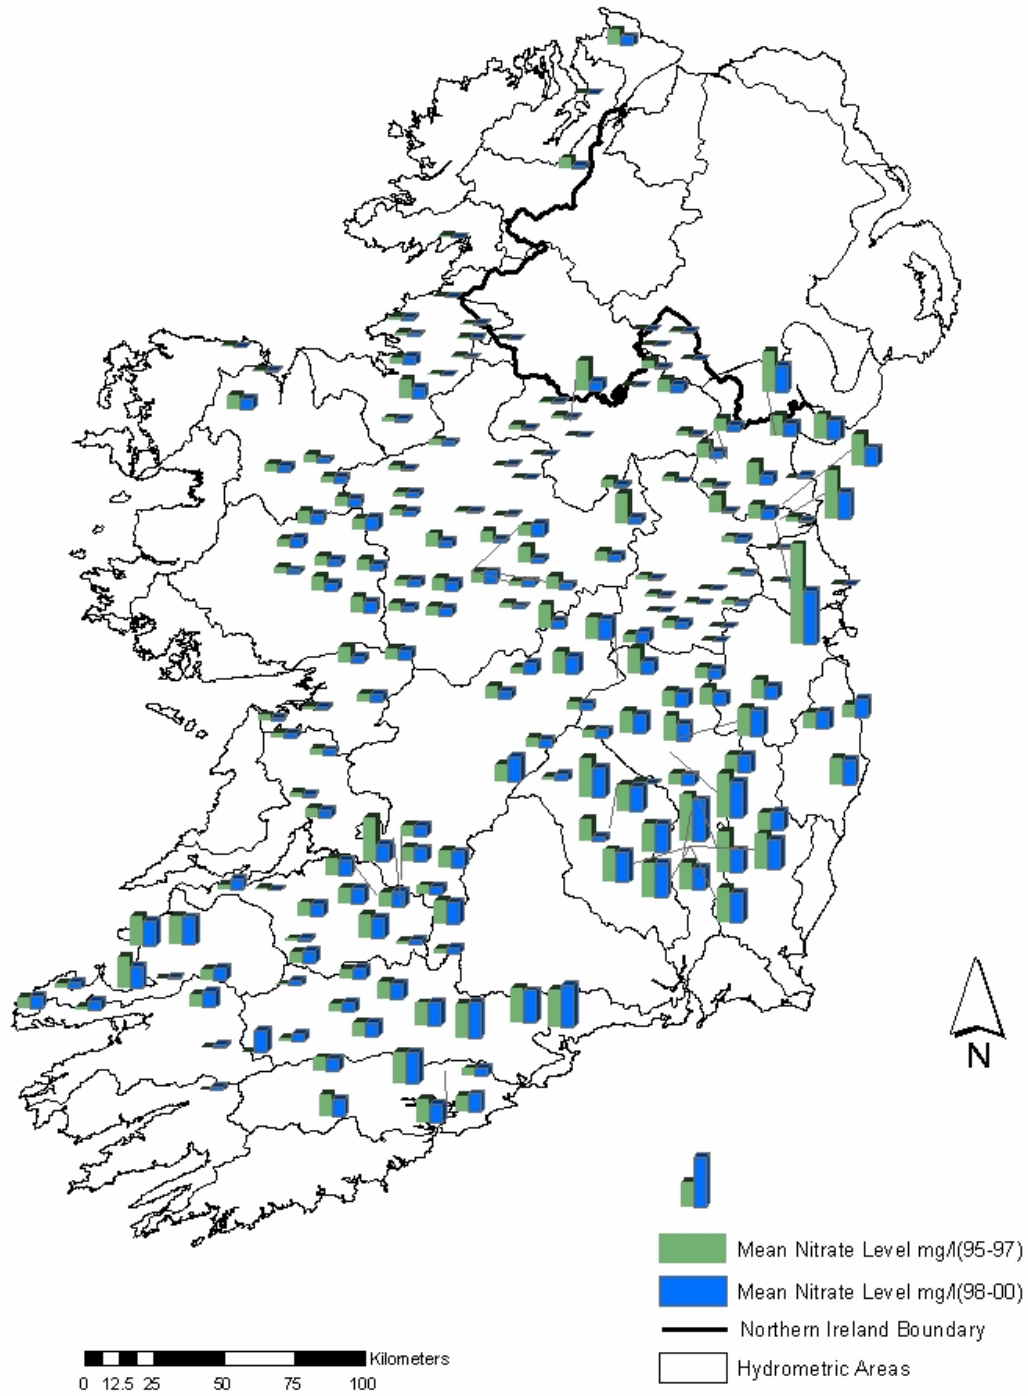 N
Mean Nitrate Level mg/l(95-97)
Mean Nitrate Level mg/l(98-00)
Northern Ireland Boundary
Hydrometric Areas
Kilometers
0 12.5 25 50 75 100